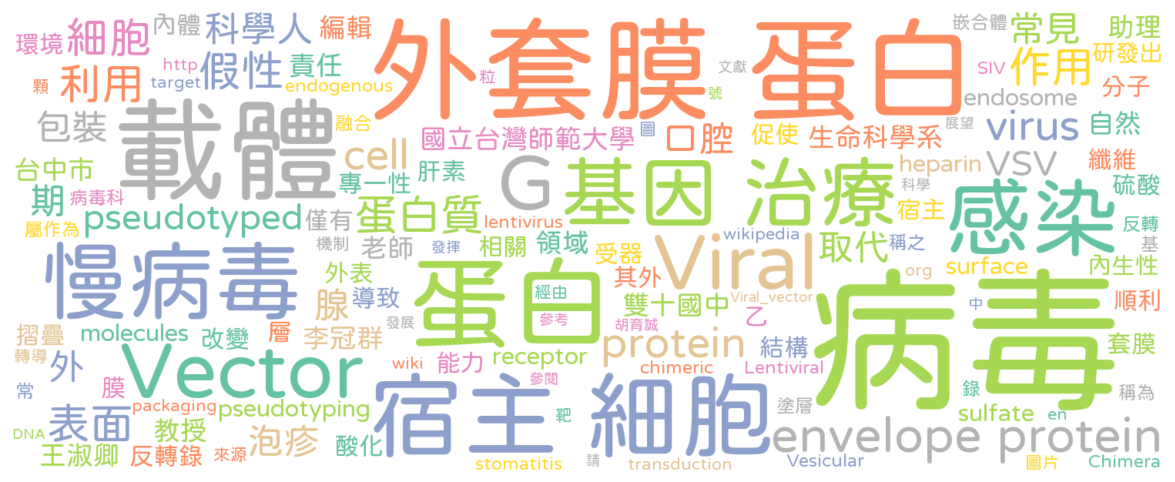 環境 細胞 內體 科學人 編輯 外套膜 蛋白 嵌合體 常見 助理
http 假性 責任 粒 文獻 SIV 作用 研發出
顆 利用 target endogenous 號 endosome 分子
包裝 載體 融合 國立台灣師範大學 圖 口腔 促使 生命科學系 展望 virus 自然
台中市 cell G 基因 治療 heparin VSV 纖維
期 病毒科 專一性 肝素 科學 感染 硫酸
屬作為 pseudotyped 僅有 蛋白質 lentivirus 宿主 反轉
慢病毒 機制 老師 發揮 相關 領域 受器 Viral wikipedia 取代 稱之 基
外表 蛋白 經由 其外 org surface 內生性
腺 導致 雙十國中 Viral_vector 病毒 中 順利
摺疊 molecules 改變 層 李冠群 發展 參考 胡育誠 乙 套膜
轉導 外 Vector wiki 能力 receptor protein 結構
常 膜 宿主 細胞 參閱 chimeric Lentiviral 稱為
表面 packaging pseudotyping 靶 塗層 錄 sulfate en
DNA 教授 泡疹 酸化 envelope protein
王淑卿 反轉錄 來源 stomatitis 請 transduction Vesicular 圖片 Chimera